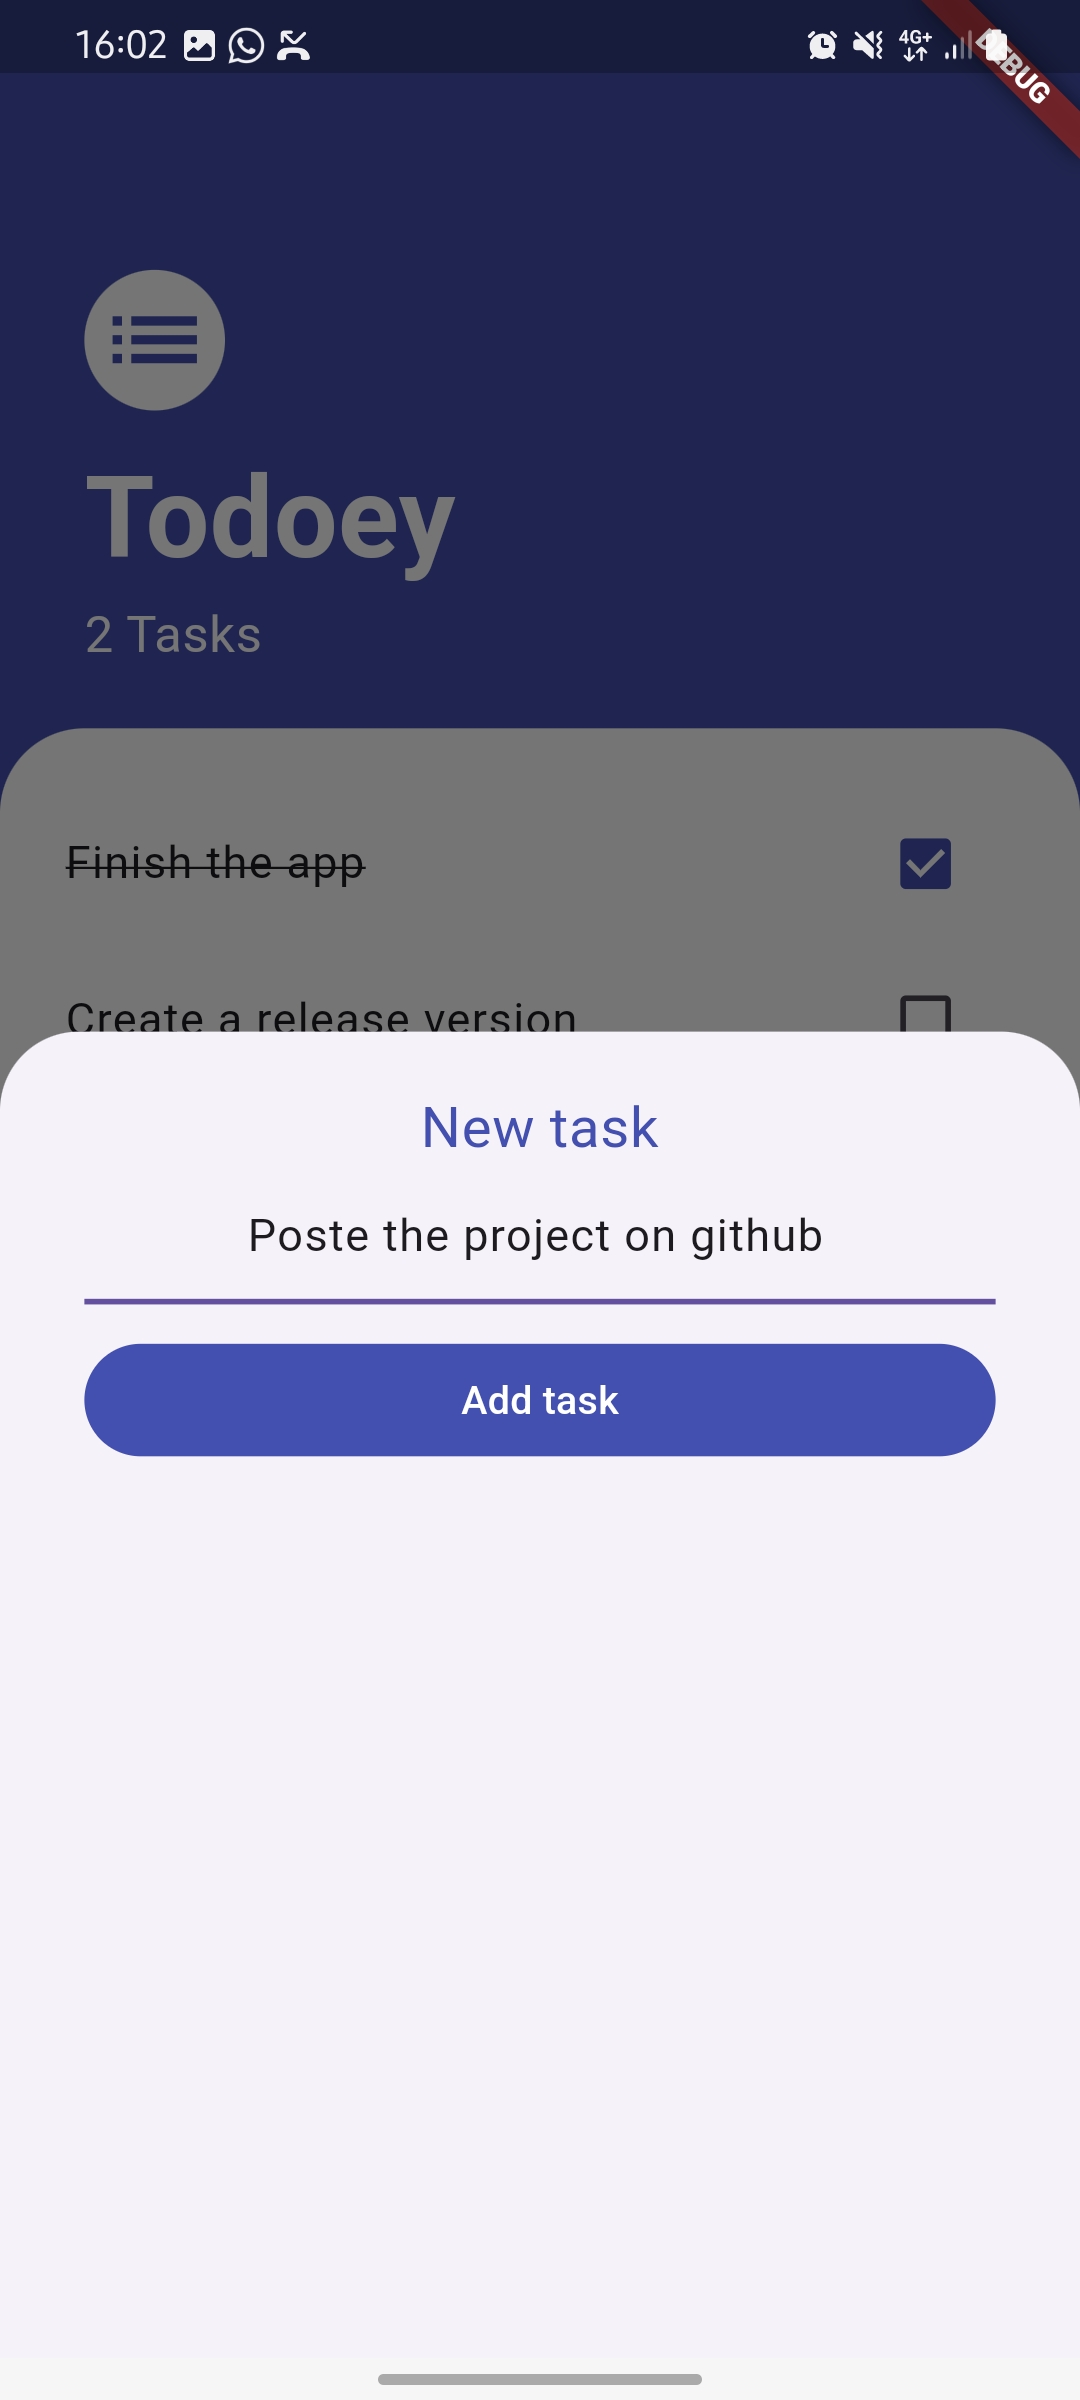 16:02
4G+
DEBUG
Todoey
2 Tasks
Finish the app
Create a release version
New task
Poste the project on github
Add task